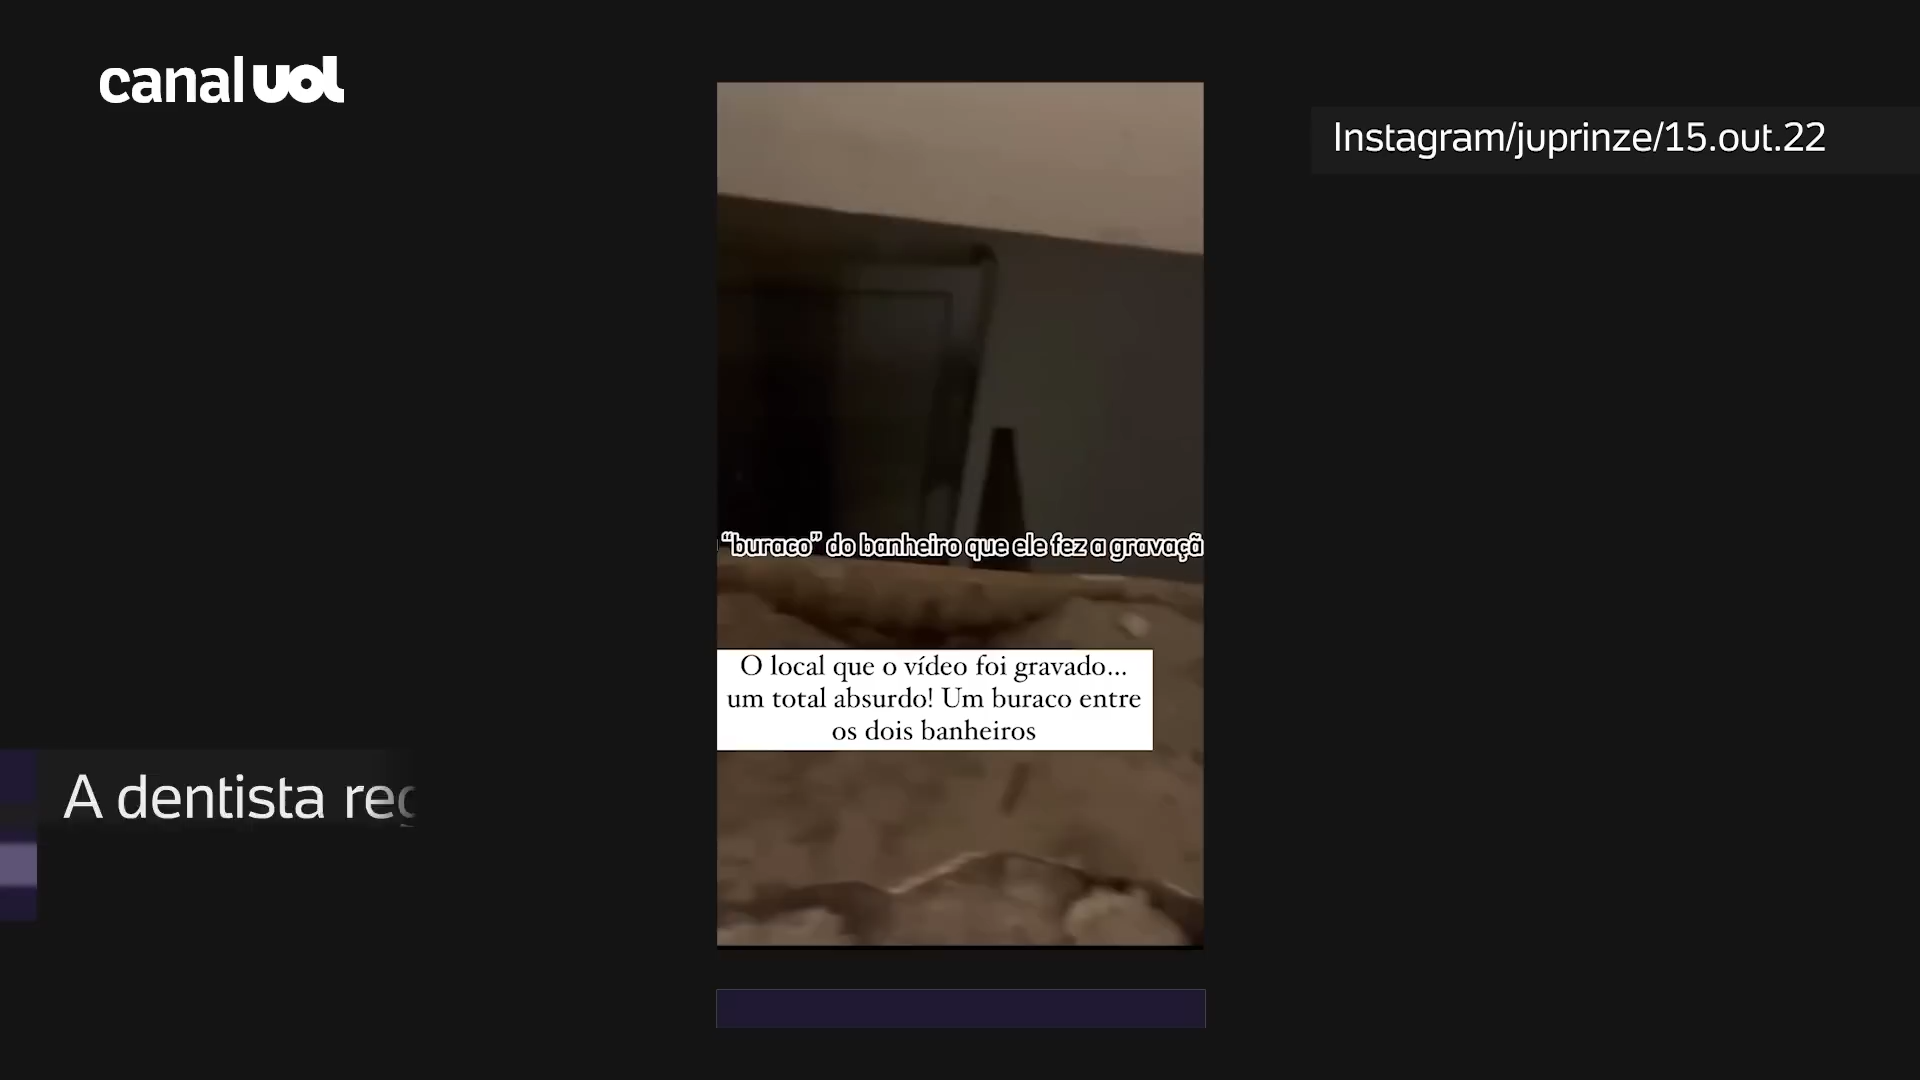 canal uol
Instagram/juprinze/15.out.22
“buraco” do banheiro que ele fez a gravaçã
O local que o vídeo foi gravado...
um total absurdo! Um buraco entre
os dois banheiros
A dentista reg